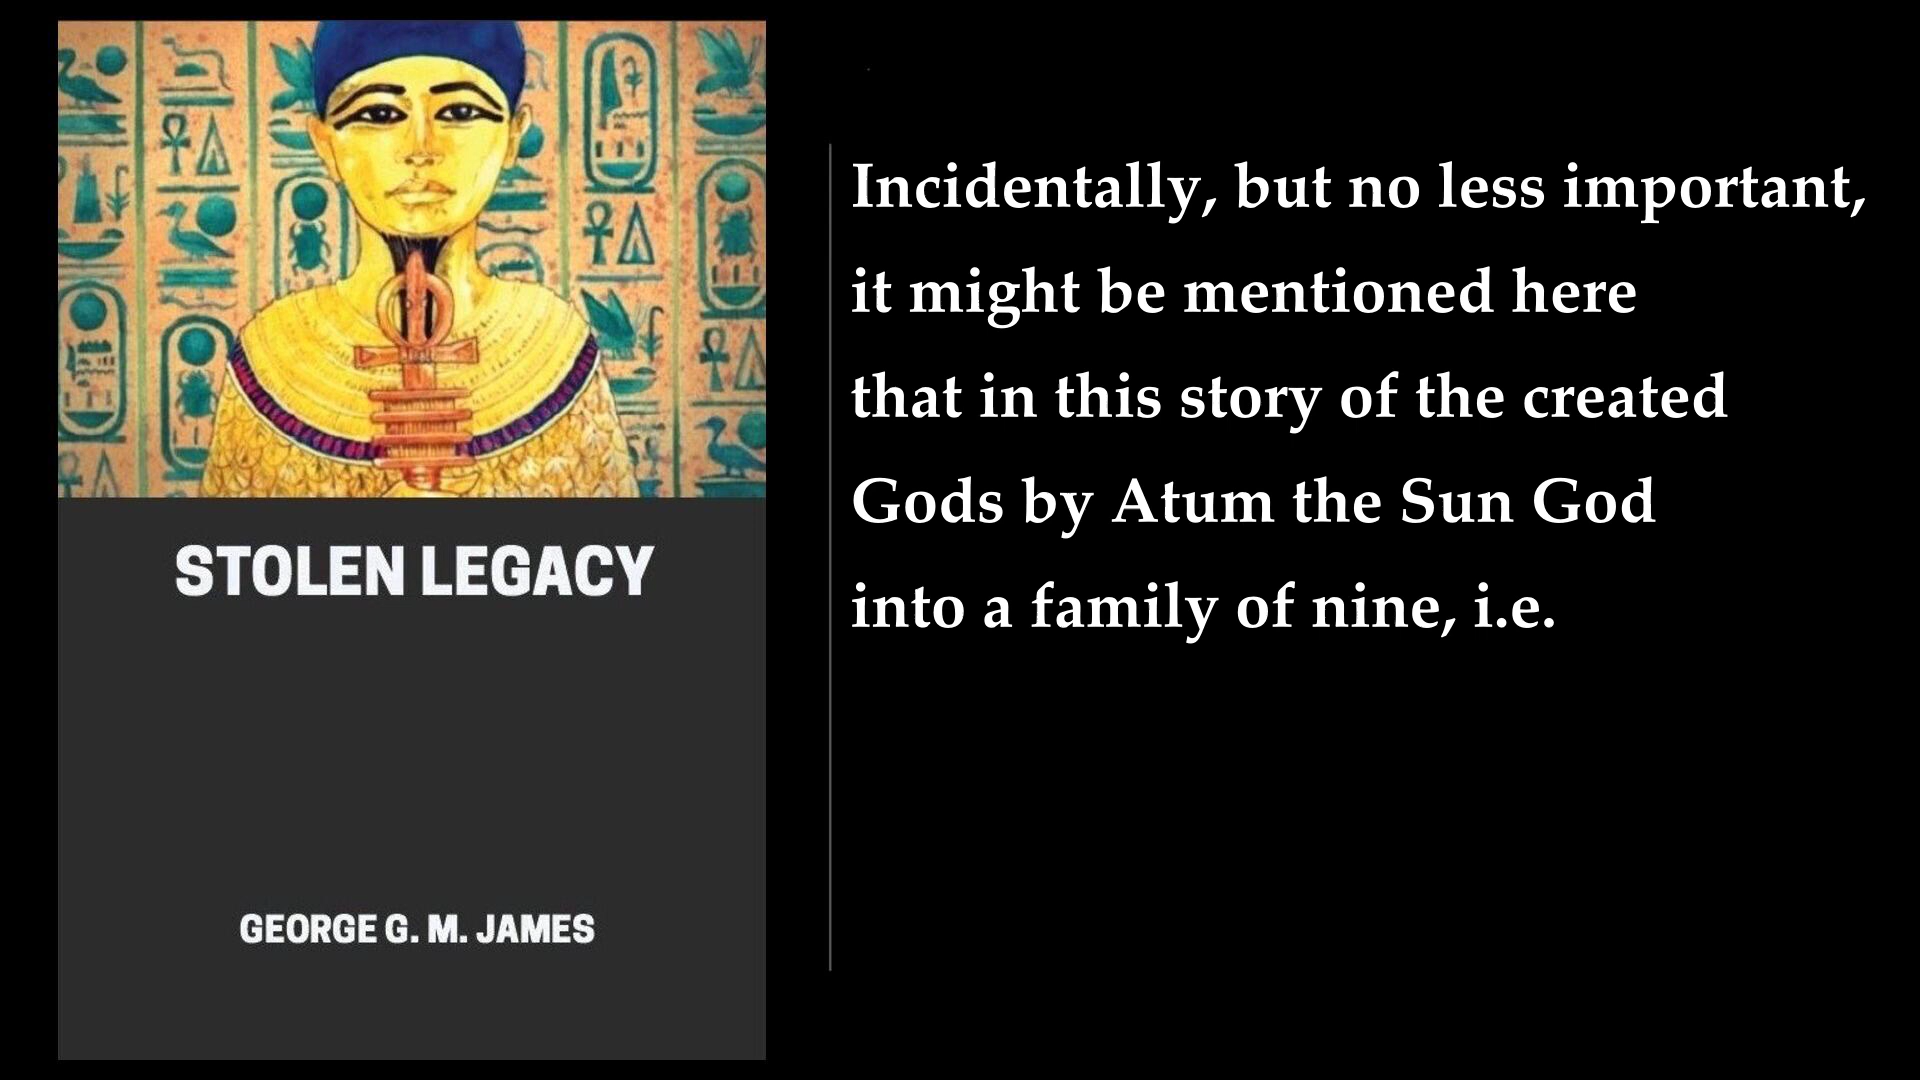 STOLEN LEGACY
GEORGE G. M. JAMES
Incidentally, but no less important,
it might be mentioned here
that in this story of the created
Gods by Atum the Sun God
into a family of nine, i.e.